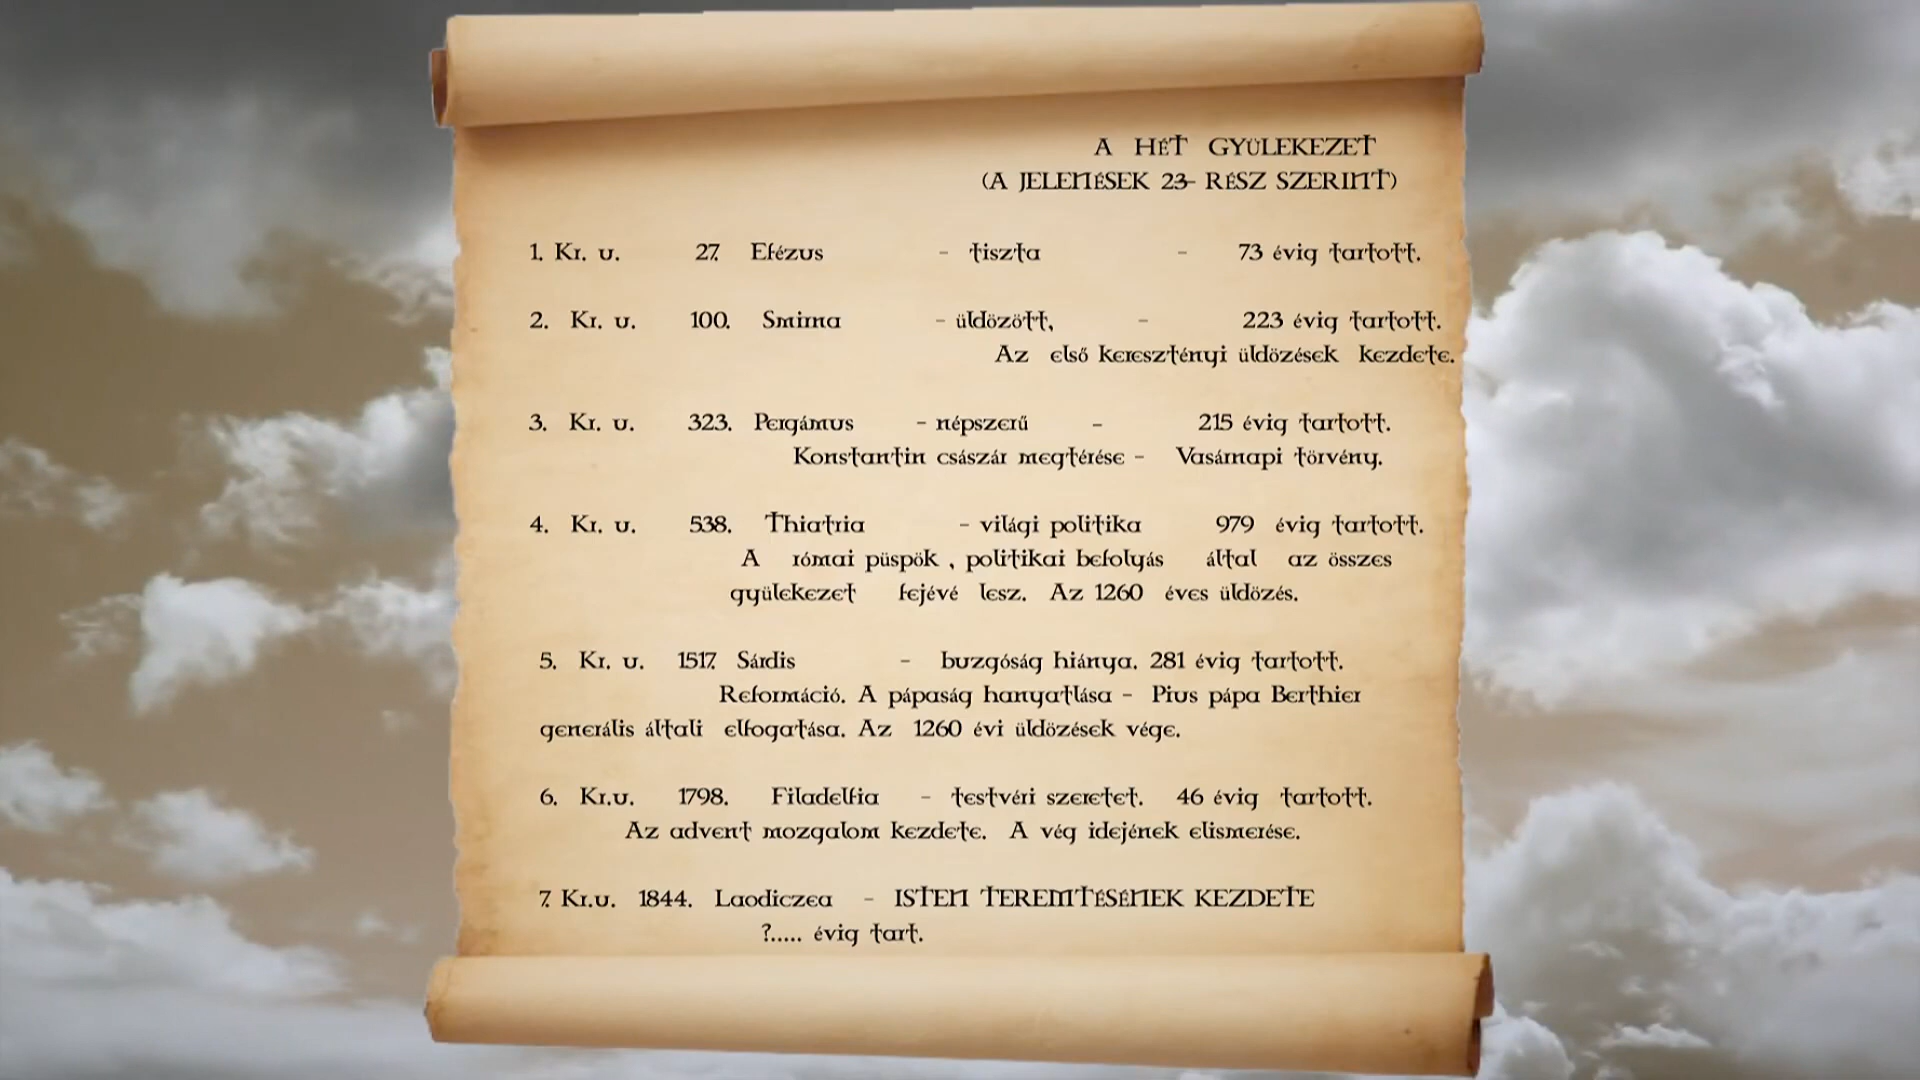 A HÉT GYÜLEKEZET
(A JELENÉSEK 23- RÉSZ SZERINT)
1. Kr. u. 27. Efézus - tiszta - 73 évig tartott.
2. Kr. u. 100. Smirna - üldözött, - 223 évig tartott.
Az első keresztényi üldözések kezdete.
3. Kr. u. 323. Pergámus - népszerű - 215 évig tartott.
Konstantin császár megtérése - Vasárnapi törvény.
4. Kr. u. 538. Thiatria - világi politika 979 évig tartott.
A római püspök , politikai befolyás által az összes
gyülekezet fejévé lesz. Az 1260 éves üldözés.
5. Kr. u. 1517. Sárdis - buzgóság hiánya. 281 évig tartott.
Reformáció. A pápaság hanyatlása - Pius pápa Berthier
generális általi elfogatása. Az 1260 évi üldözések vége.
6. Kr.u. 1798. Filadelfia - testvéri szeretet. 46 évig tartott.
Az advent mozgalom kezdete. A vég idejének elismerése.
7. Kr.u. 1844. Laodiczea - ISTEN TEREMTÉSÉNEK KEZDETE
?..... évig tart.